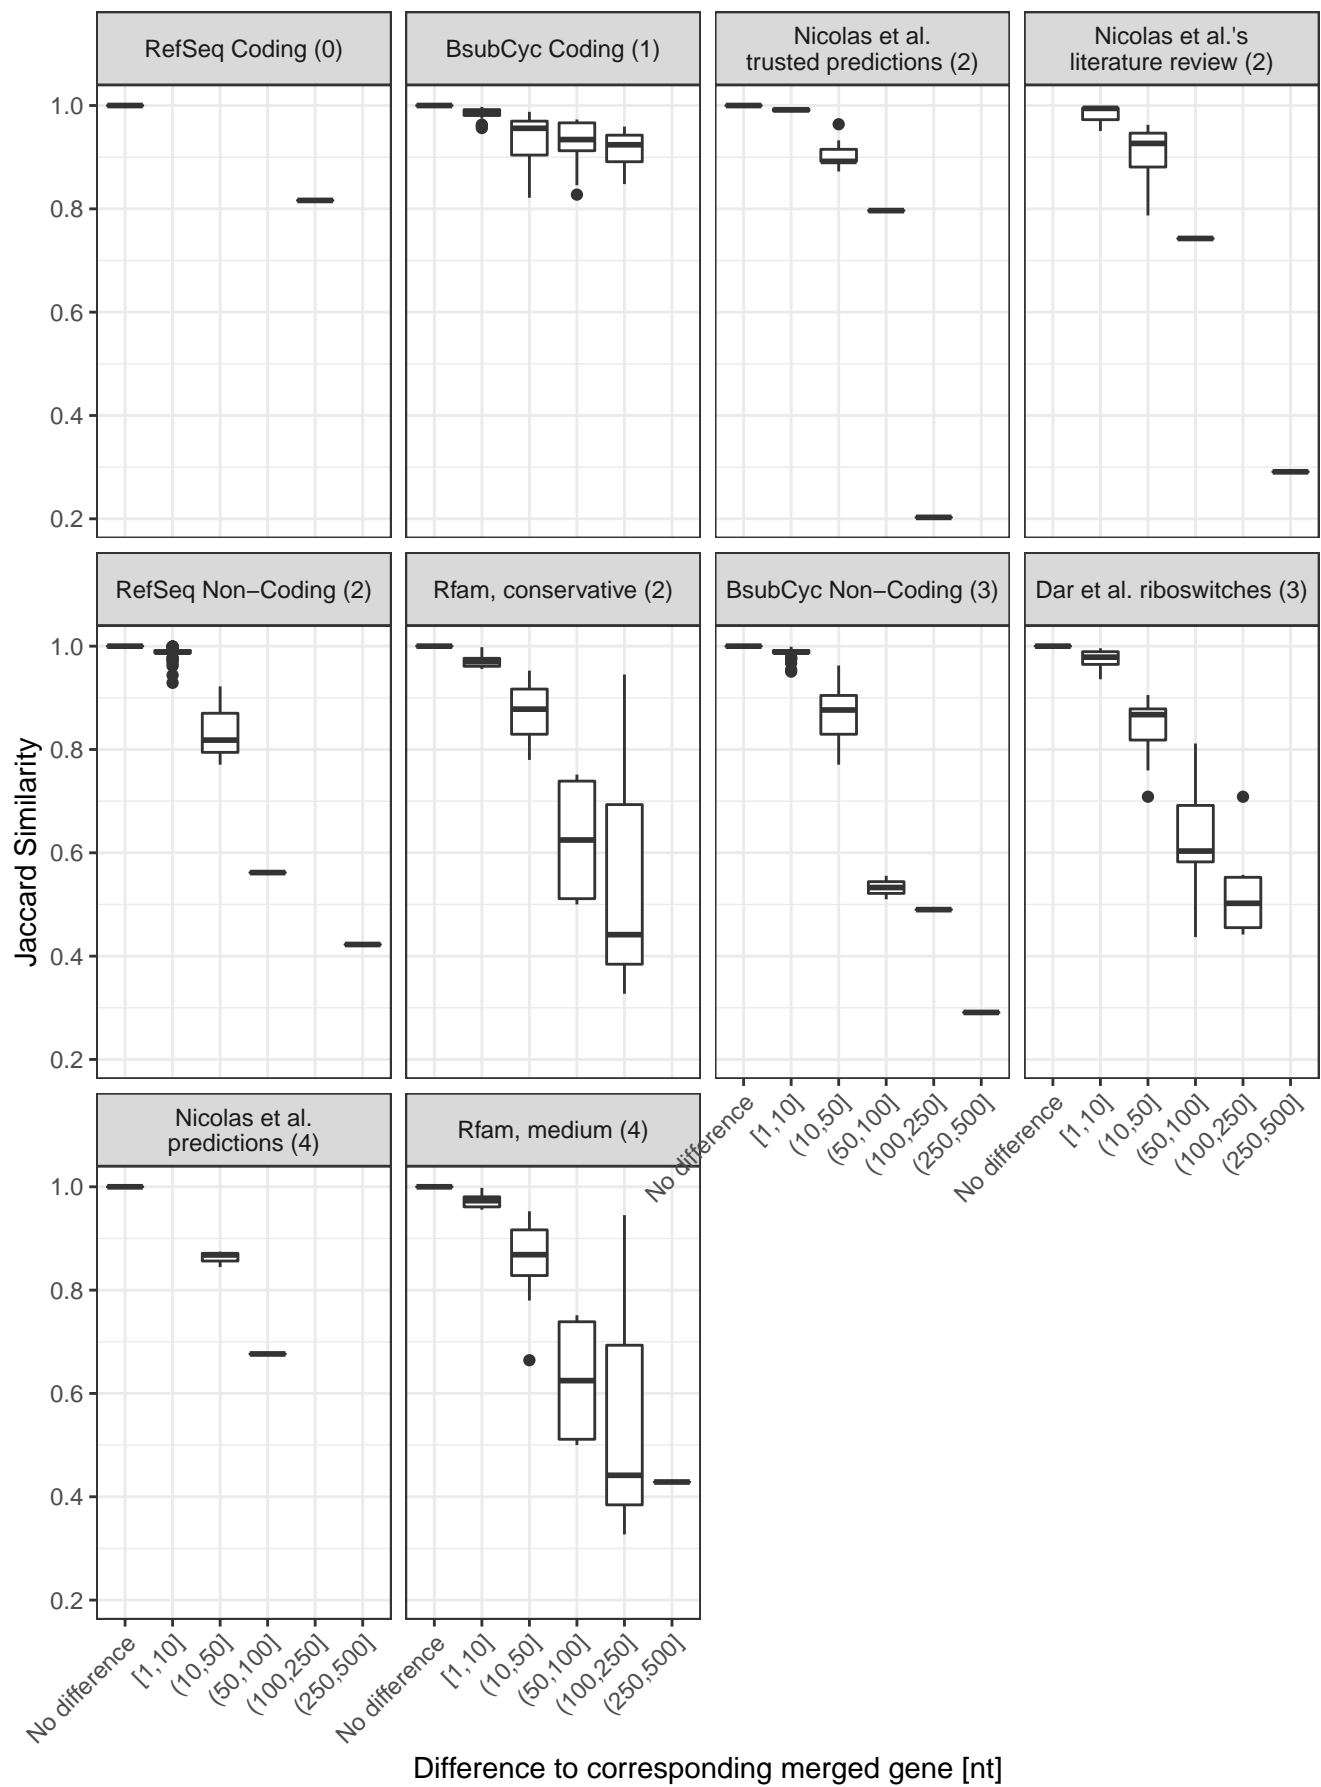 RefSeq Coding (0)
BsubCyc Coding (1)
Nicolas et al.
trusted predictions (2)
Nicolas et al.'s
literature review (2)
1.0
0.8
0.6
0.4
0.2
RefSeq Non−Coding (2)
Rfam, conservative (2)
BsubCyc Non−Coding (3)
Dar et al. riboswitches (3)
1.0
0.8
0.6
0.4
0.2
Jaccard Similarity
No difference
[1,10]
(10,50]
(50,100]
(100,250]
(250,500]
No difference
[1,10]
(10,50]
(50,100]
(100,250]
(250,500]
Nicolas et al.
predictions (4)
Rfam, medium (4)
1.0
0.8
0.6
0.4
0.2
No difference
[1,10]
(10,50]
(50,100]
(100,250]
(250,500]
No difference
[1,10]
(10,50]
(50,100]
(100,250]
(250,500]
Difference to corresponding merged gene [nt]